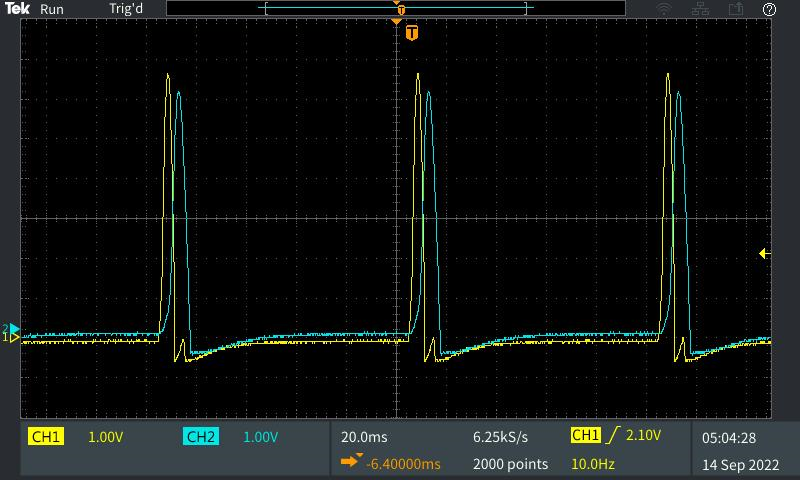 Tek Run Trig'd T ?
T
2
1
CH1 1.00V CH2 1.00V 20.0ms 6.25kS/s CH1 2.10V 05:04:28
-6.40000ms 2000 points 10.0Hz 14 Sep 2022